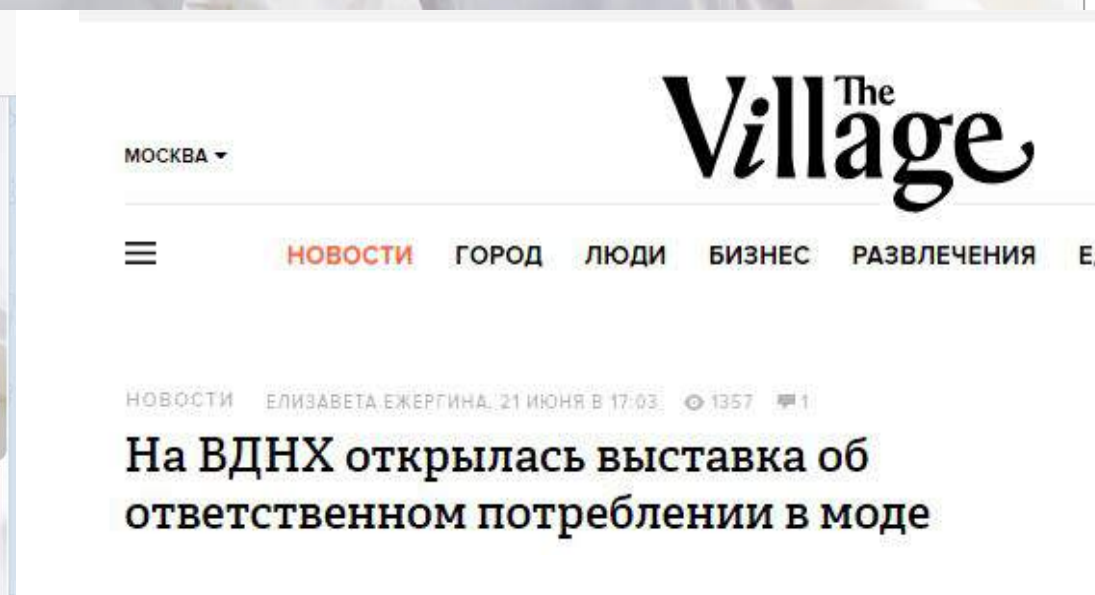 The
Village
МОСКВА
НОВОСТИ ГОРОД ЛЮДИ БИЗНЕС РАЗВЛЕЧЕНИЯ
НОВОСТИ ЕЛИЗАВЕТА ЕЖЕРГИНА, 21 ИЮНЯ В 17:03 1357 1
На ВДНХ открылась выставка об
ответственном потреблении в моде